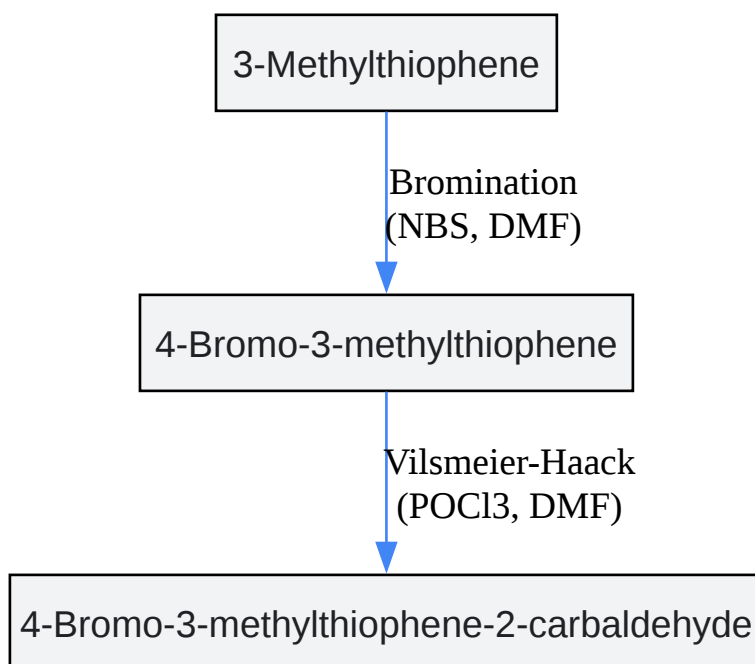 3-Methylthiophene
Bromination
(NBS, DMF)
4-Bromo-3-methylthiophene
Vilsmeier-Haack
(POCl3, DMF)
4-Bromo-3-methylthiophene-2-carbaldehyde